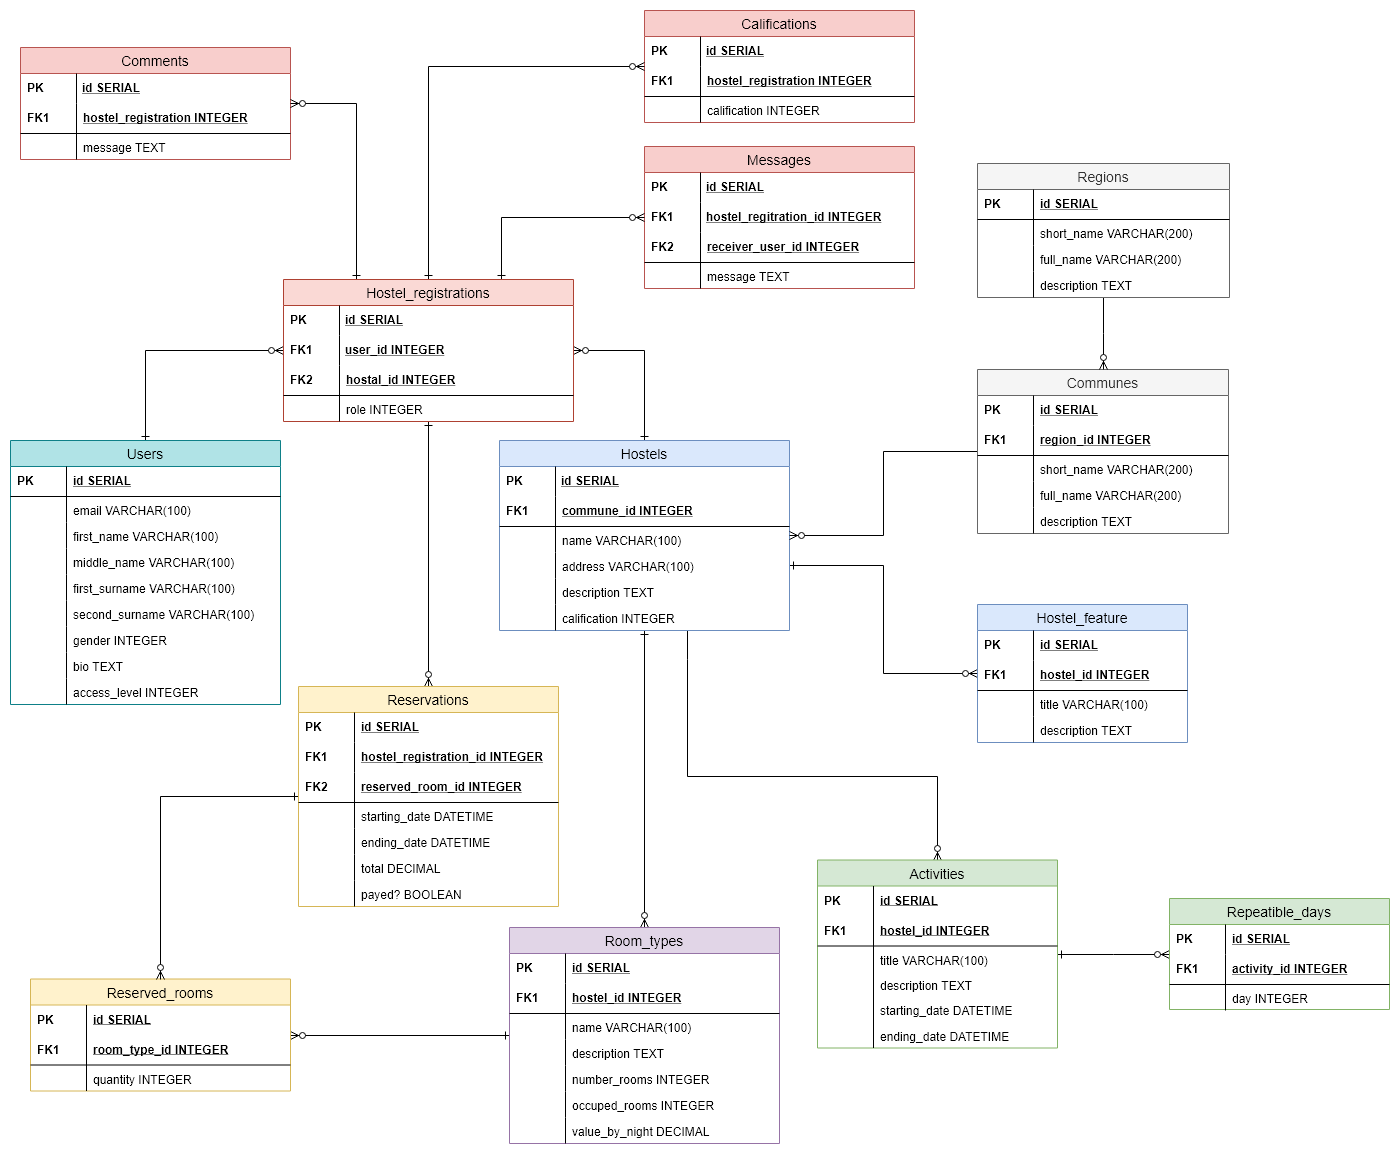 Califications
PK id SERIAL
FK1 hostel_registration INTEGER
calification INTEGER
Comments
PK id SERIAL
FK1 hostel_registration INTEGER
message TEXT
Messages
PK id SERIAL
FK1 hostel_regitration_id INTEGER
FK2 receiver_user_id INTEGER
message TEXT
Regions
PK id SERIAL
short_name VARCHAR(200)
full_name VARCHAR(200)
description TEXT
Hostel_registrations
PK id SERIAL
FK1 user_id INTEGER
FK2 hostal_id INTEGER
role INTEGER
Communes
PK id SERIAL
FK1 region_id INTEGER
short_name VARCHAR(200)
full_name VARCHAR(200)
description TEXT
Users
PK id SERIAL
email VARCHAR(100)
first_name VARCHAR(100)
middle_name VARCHAR(100)
first_surname VARCHAR(100)
second_surname VARCHAR(100)
gender INTEGER
bio TEXT
access_level INTEGER
Hostels
PK id SERIAL
FK1 commune_id INTEGER
name VARCHAR(100)
address VARCHAR(100)
description TEXT
calification INTEGER
Hostel_feature
PK id SERIAL
FK1 hostel_id INTEGER
title VARCHAR(100)
description TEXT
Reservations
PK id SERIAL
FK1 hostel_registration_id INTEGER
FK2 reserved_room_id INTEGER
starting_date DATETIME
ending_date DATETIME
total DECIMAL
payed? BOOLEAN
Activities
PK id SERIAL
FK1 hostel_id INTEGER
title VARCHAR(100)
description TEXT
starting_date DATETIME
ending_date DATETIME
Repeatible_days
PK id SERIAL
FK1 activity_id INTEGER
day INTEGER
Room_types
PK id SERIAL
FK1 hostel_id INTEGER
name VARCHAR(100)
description TEXT
number_rooms INTEGER
occuped_rooms INTEGER
value_by_night DECIMAL
Reserved_rooms
PK id SERIAL
FK1 room_type_id INTEGER
quantity INTEGER